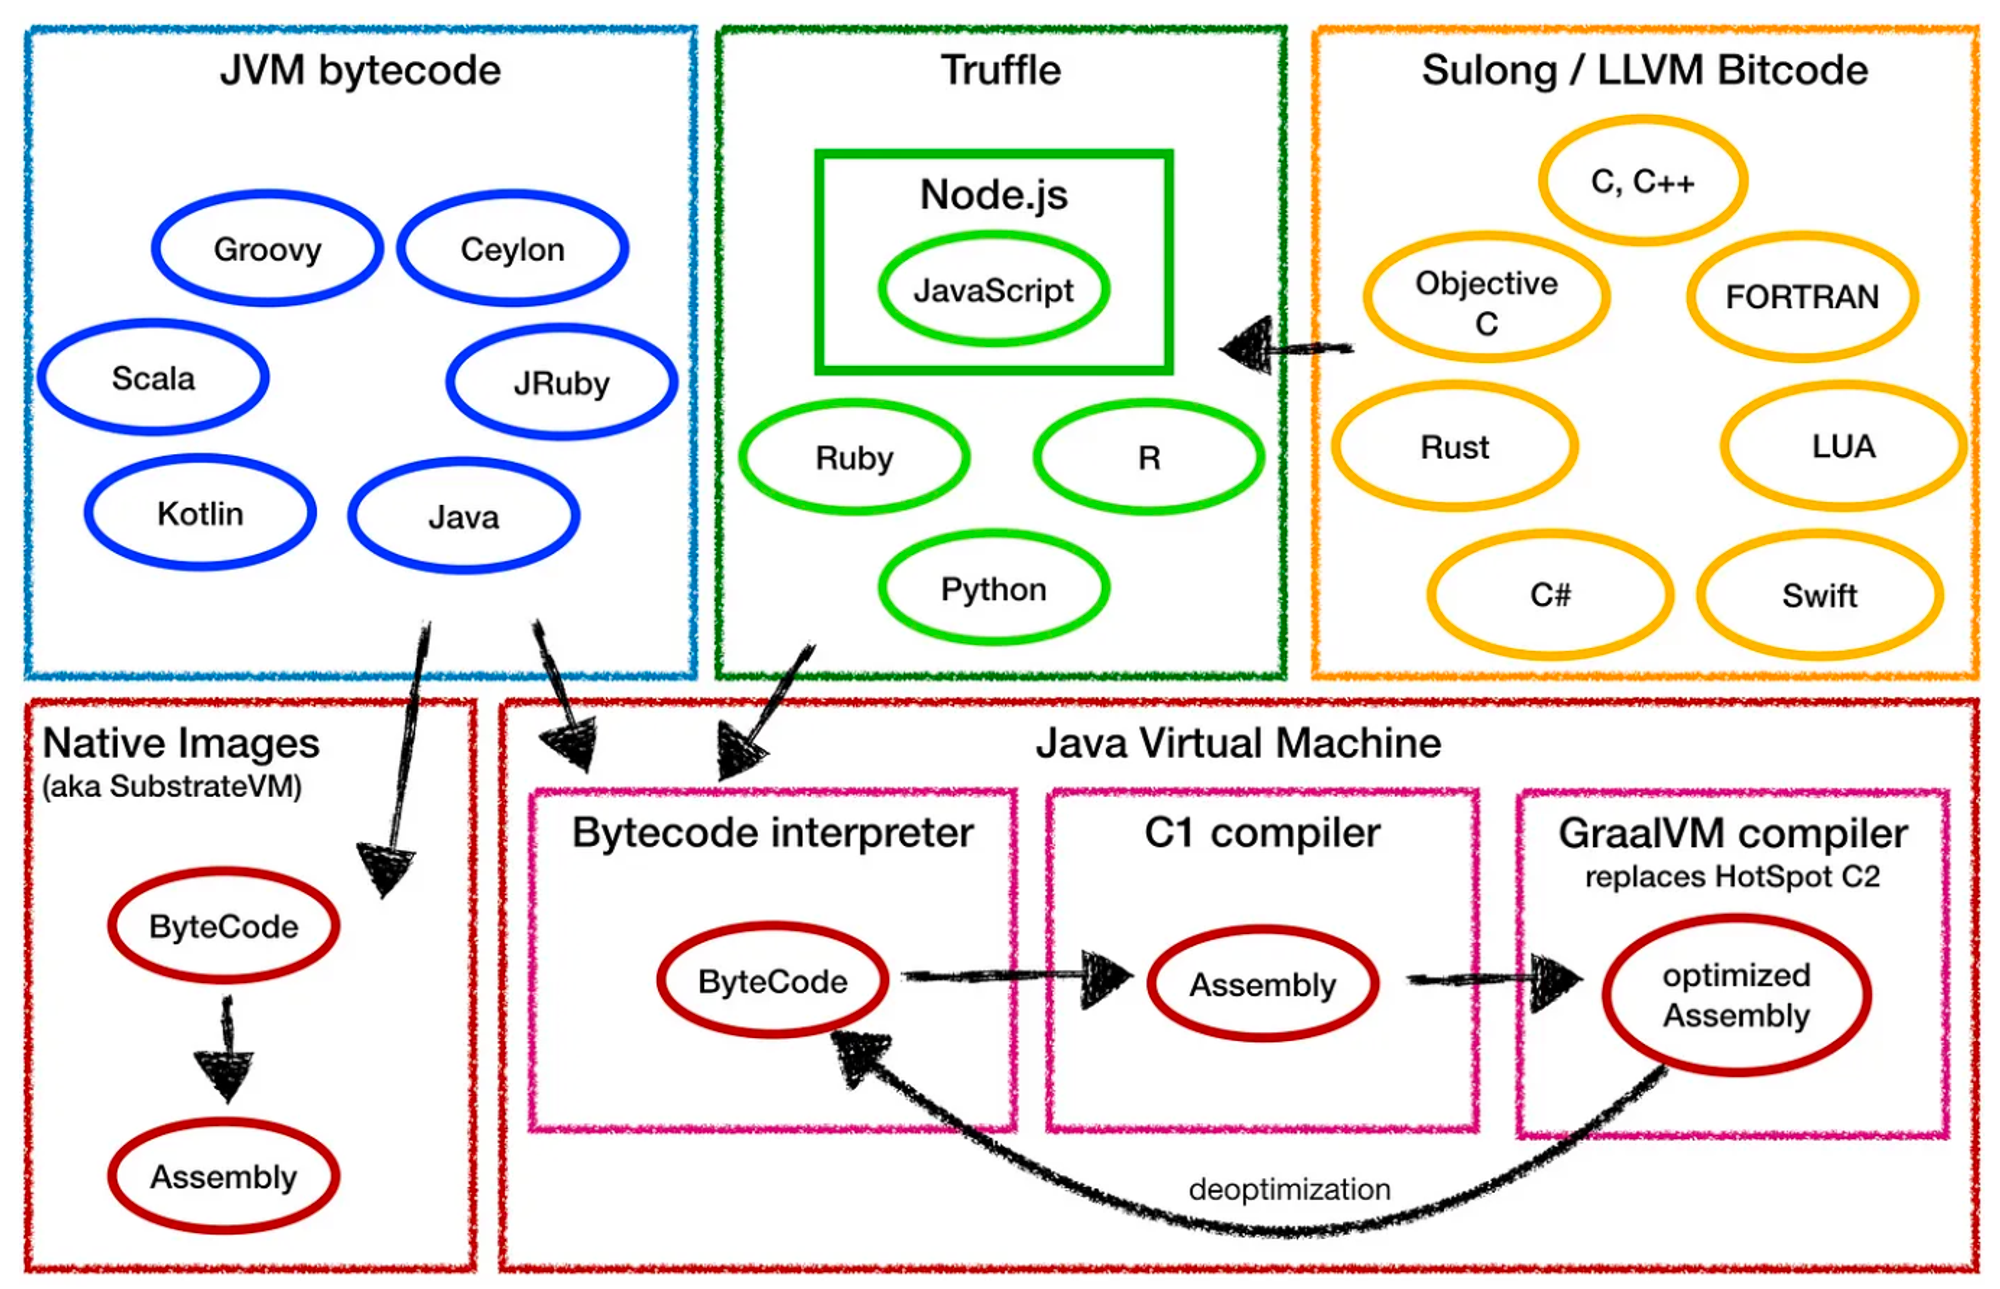 JVM bytecode
Groovy
Ceylon
Scala
JRuby
Kotlin
Java
Truffle
Node.js
JavaScript
Ruby
R
Python
Sulong / LLVM Bitcode
C, C++
Objective
C
FORTRAN
Rust
LUA
C#
Swift
Native Images
(aka SubstrateVM)
ByteCode
Assembly
Java Virtual Machine
Bytecode interpreter
ByteCode
C1 compiler
Assembly
GraalVM compiler
replaces HotSpot C2
optimized
Assembly
deoptimization